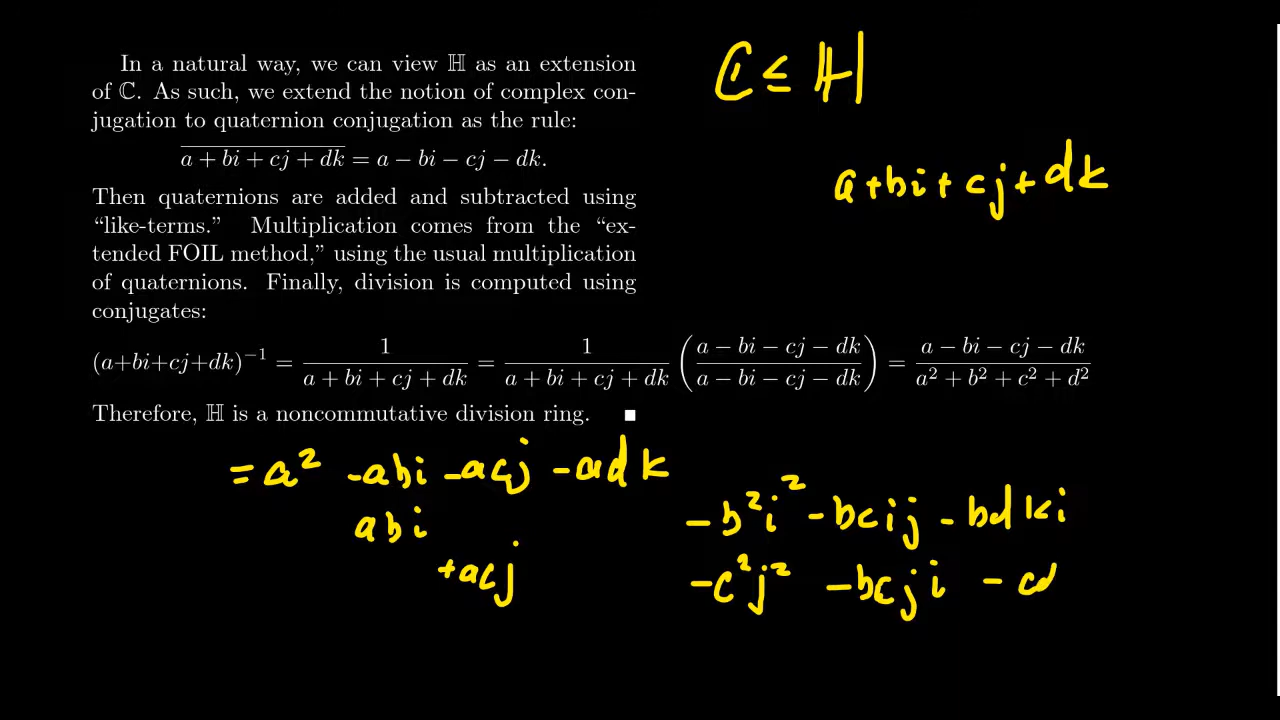 In a natural way, we can view ℍ as an extension
of ℂ. As such, we extend the notion of complex con-
jugation to quaternion conjugation as the rule:
\overline{a + bi + cj + dk} = a − bi − cj − dk.
Then quaternions are added and subtracted using
“like-terms.” Multiplication comes from the “ex-
tended FOIL method,” using the usual multiplication
of quaternions. Finally, division is computed using
conjugates:
(a+bi+cj+dk)^{−1} = \frac{1}{a + bi + cj + dk} = \frac{1}{a + bi + cj + dk} \left(\frac{a − bi − cj − dk}{a − bi − cj − dk}\right) = \frac{a − bi − cj − dk}{a² + b² + c² + d²}
Therefore, ℍ is a noncommutative division ring. ■
ℂ ≤ ℍ
a + bi + cj + dk
= a² − abi − acj − adk
abi
+ acj
− b²i² − bcij − bdki
− c²j² − bcji − cd